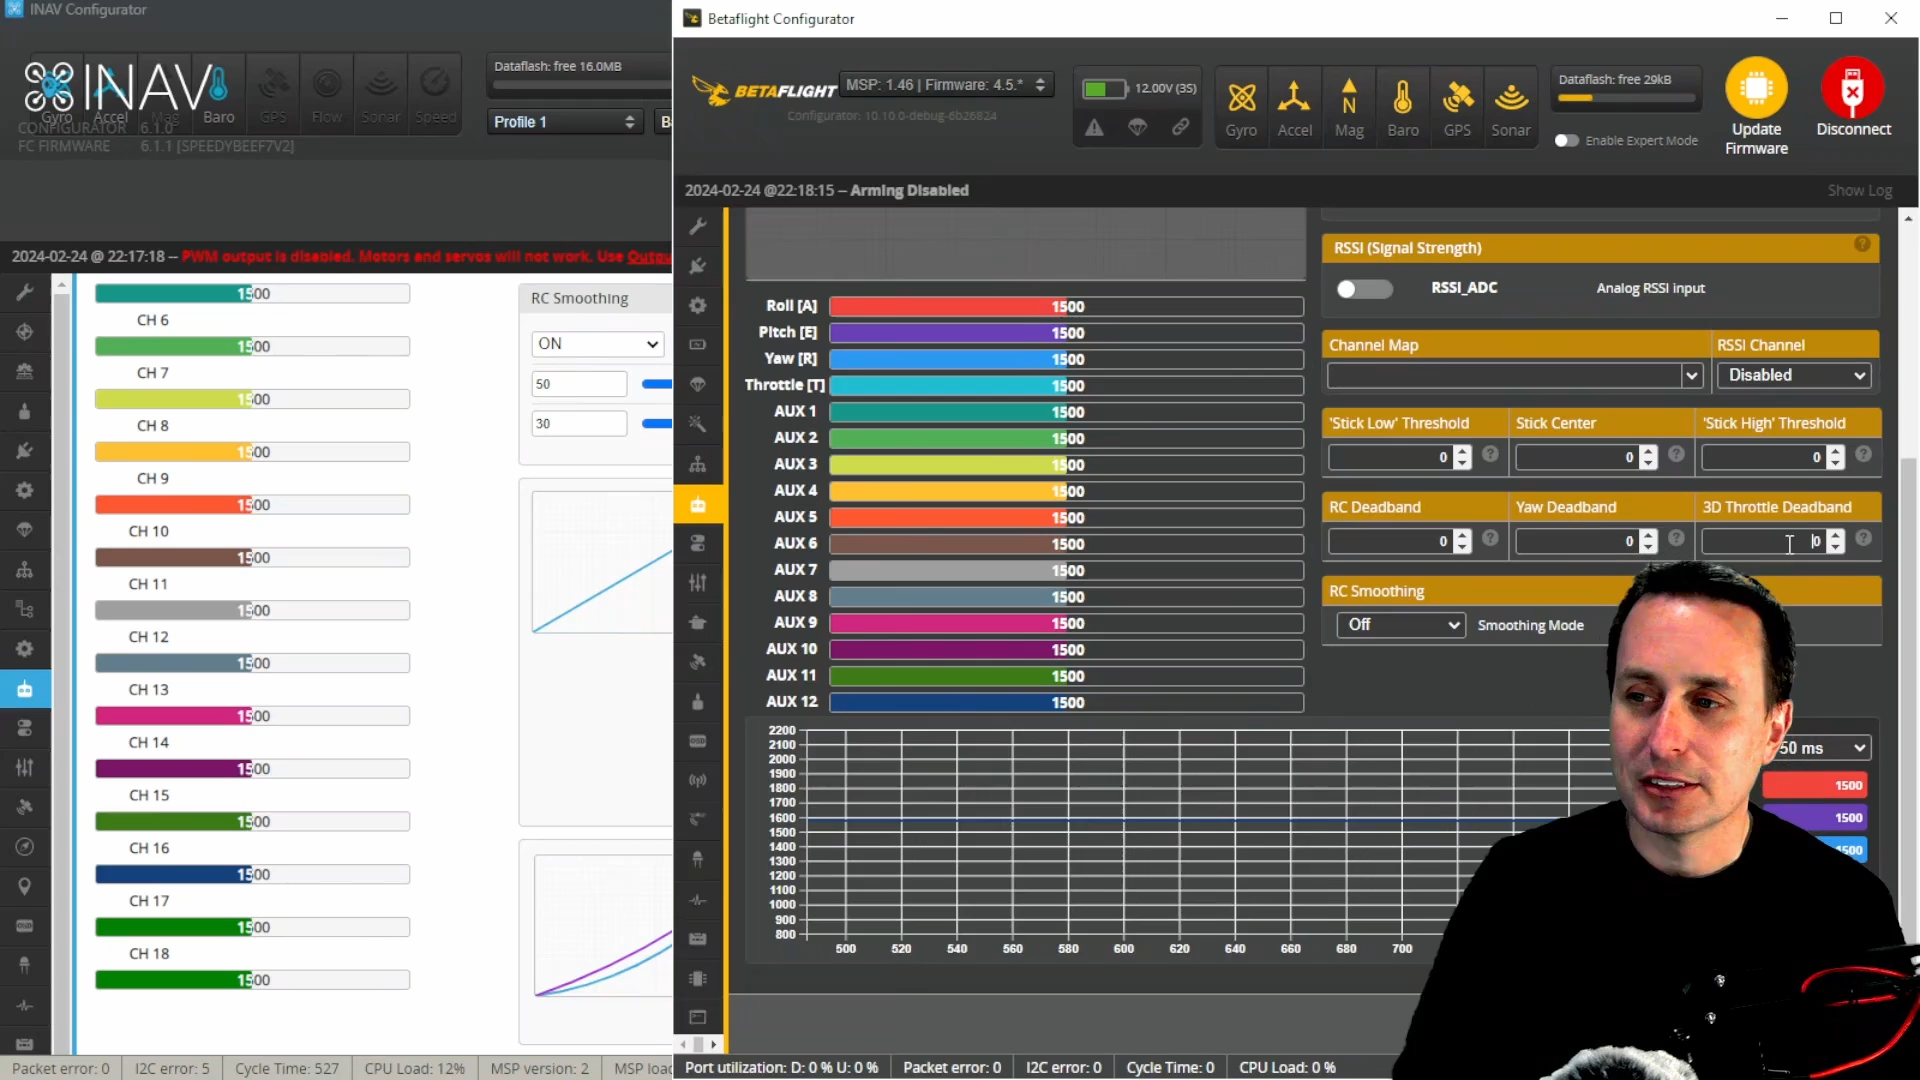 INAV Configurator
INAV
Gyro Accel Mag Baro GPS Flow Sonar Speed
CONFIGURATOR 6.1.0
FC FIRMWARE 6.1.1 [SPEEDYBEEF7V2]
Dataflash: free 16.0MB
Profile 1
B
2024-02-24 @ 22:17:18 -- PWM output is disabled. Motors and servos will not work. Use Outpu
1500
CH 6
1500
CH 7
1500
CH 8
1500
CH 9
1500
CH 10
1500
CH 11
1500
CH 12
1500
CH 13
1500
CH 14
1500
CH 15
1500
CH 16
1500
CH 17
1500
CH 18
1500
RC Smoothing
ON
50
30
Packet error: 0
I2C error: 5
Cycle Time: 527
CPU Load: 12%
MSP version: 2
MSP loa
Betaflight Configurator
BETAFLIGHT
MSP: 1.46 | Firmware: 4.5.*
Configurator: 10.10.0-debug-6b26824
12.00V (3S)
Gyro Accel Mag Baro GPS Sonar
N
Dataflash: free 29kB
Enable Expert Mode
Update Firmware
Disconnect
2024-02-24 @22:18:15 -- Arming Disabled
Show Log
Roll [A] 1500
Pitch [E] 1500
Yaw [R] 1500
Throttle [T] 1500
AUX 1 1500
AUX 2 1500
AUX 3 1500
AUX 4 1500
AUX 5 1500
AUX 6 1500
AUX 7 1500
AUX 8 1500
AUX 9 1500
AUX 10 1500
AUX 11 1500
AUX 12 1500
RSSI (Signal Strength)
RSSI_ADC Analog RSSI input
Channel Map RSSI Channel
Disabled
'Stick Low' Threshold Stick Center 'Stick High' Threshold
0 0 0
RC Deadband Yaw Deadband 3D Throttle Deadband
0 0 0
RC Smoothing
Off Smoothing Mode
2200
2100
2000
1900
1800
1700
1600
1500
1400
1300
1200
1100
1000
900
800
500 520 540 560 580 600 620 640 660 680 700
50 ms
1500
1500
1500
Port utilization: D: 0 % U: 0 %
Packet error: 0
I2C error: 0
Cycle Time: 0
CPU Load: 0 %